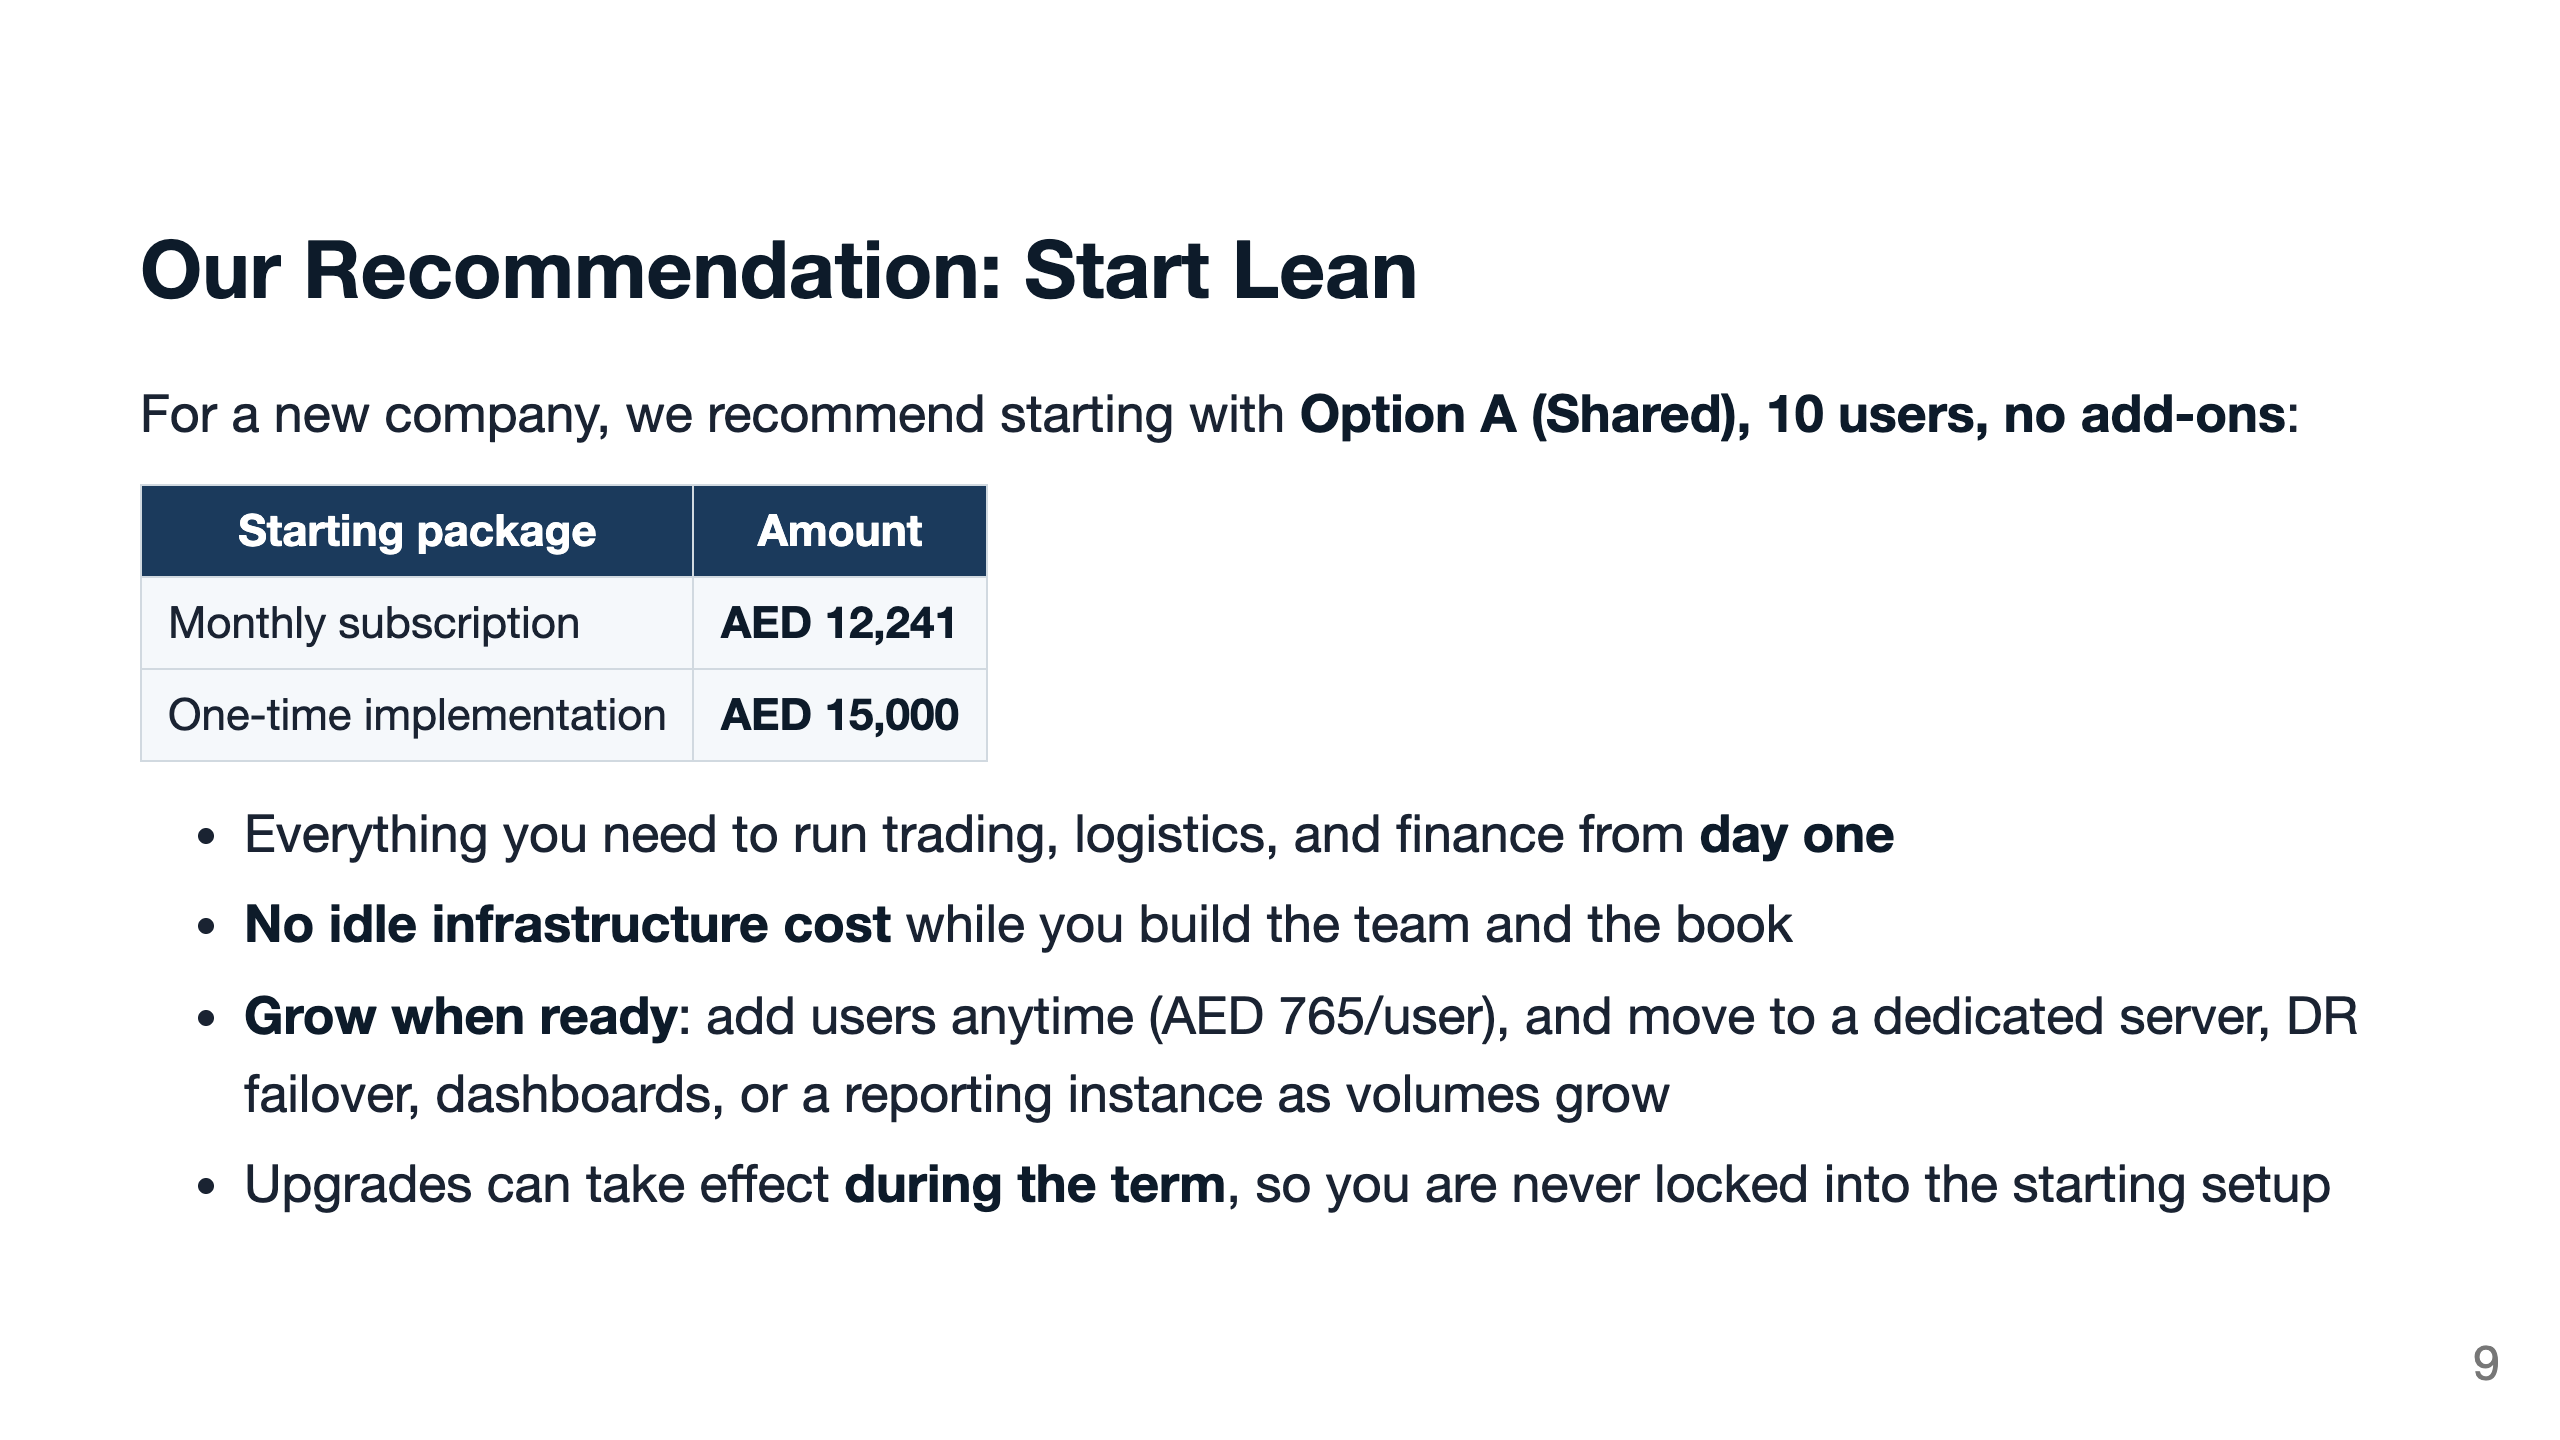 Our Recommendation: Start Lean
For a new company, we recommend starting with Option A (Shared), 10 users, no add-ons:
Starting package Amount
Monthly subscription AED 12,241
One-time implementation AED 15,000
• Everything you need to run trading, logistics, and finance from day one
• No idle infrastructure cost while you build the team and the book
• Grow when ready: add users anytime (AED 765/user), and move to a dedicated server, DR
failover, dashboards, or a reporting instance as volumes grow
• Upgrades can take effect during the term, so you are never locked into the starting setup
9